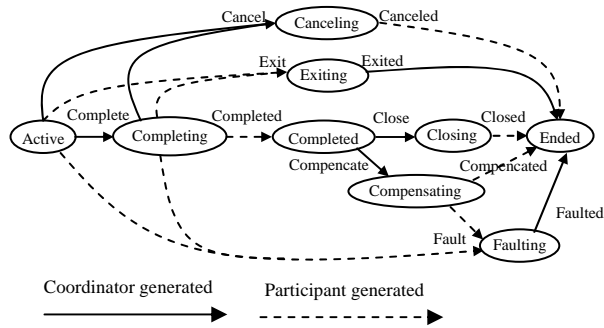 Cancel
Canceling
Canceled
Exit
Exiting
Exited
Complete
Completed
Close
Closed
Active
Completing
Completed
Closing
Ended
Compencate
Compencated
Compensating
Fault
Faulting
Faulted
Coordinator generated
Participant generated